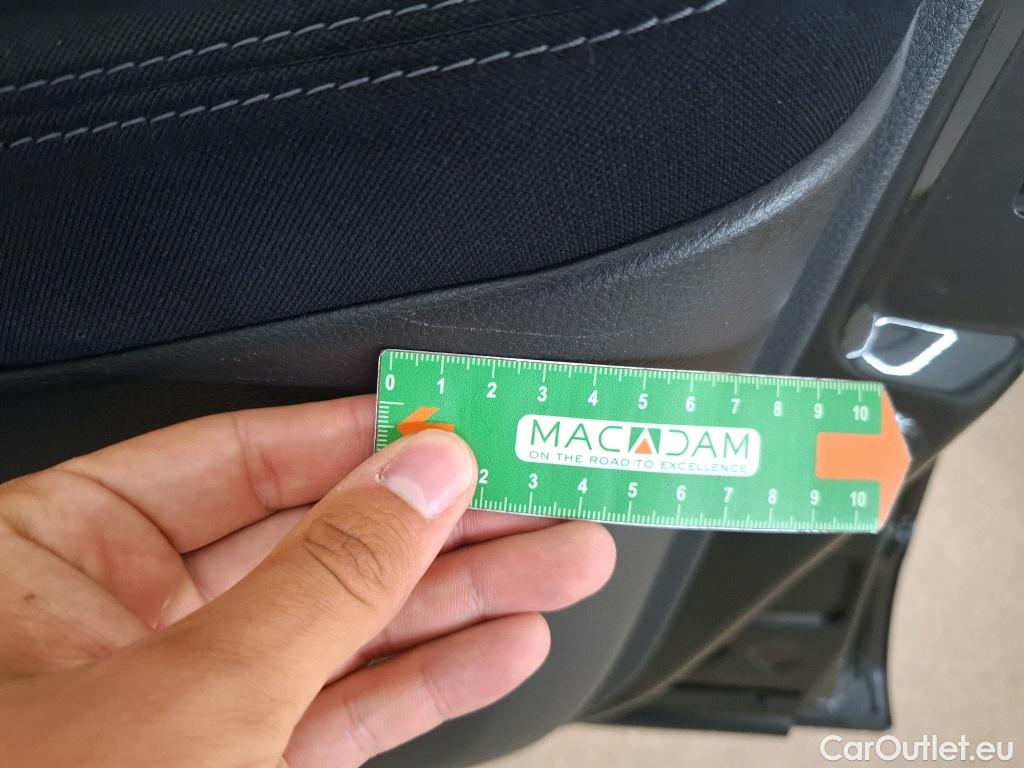 0 1 2 3 4 5 6 7 8 9 10
MACADAM
ON THE ROAD TO EXCELLENCE
2 3 4 5 6 7 8 9 10
CarOutlet.eu